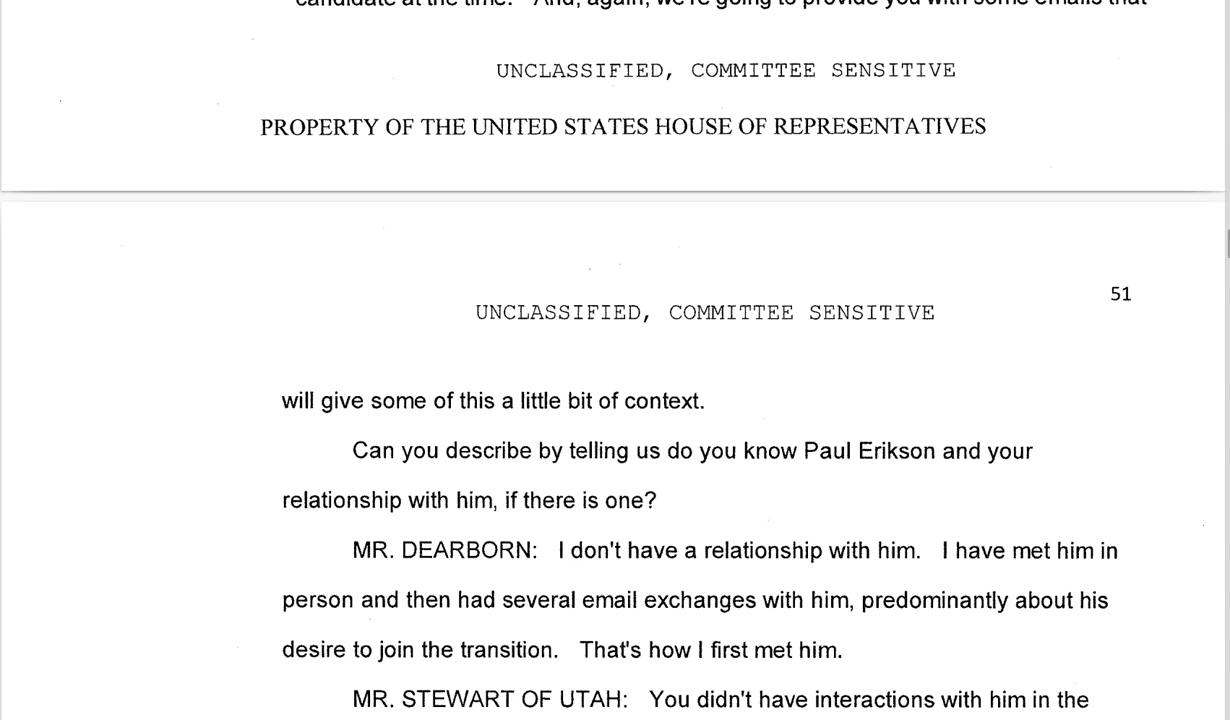 candidate at the time. And, again, we're going to provide you with some emails that
UNCLASSIFIED, COMMITTEE SENSITIVE
PROPERTY OF THE UNITED STATES HOUSE OF REPRESENTATIVES
51
UNCLASSIFIED, COMMITTEE SENSITIVE
will give some of this a little bit of context.
Can you describe by telling us do you know Paul Erikson and your
relationship with him, if there is one?
MR. DEARBORN: I don't have a relationship with him. I have met him in
person and then had several email exchanges with him, predominantly about his
desire to join the transition. That's how I first met him.
MR. STEWART OF UTAH: You didn't have interactions with him in the